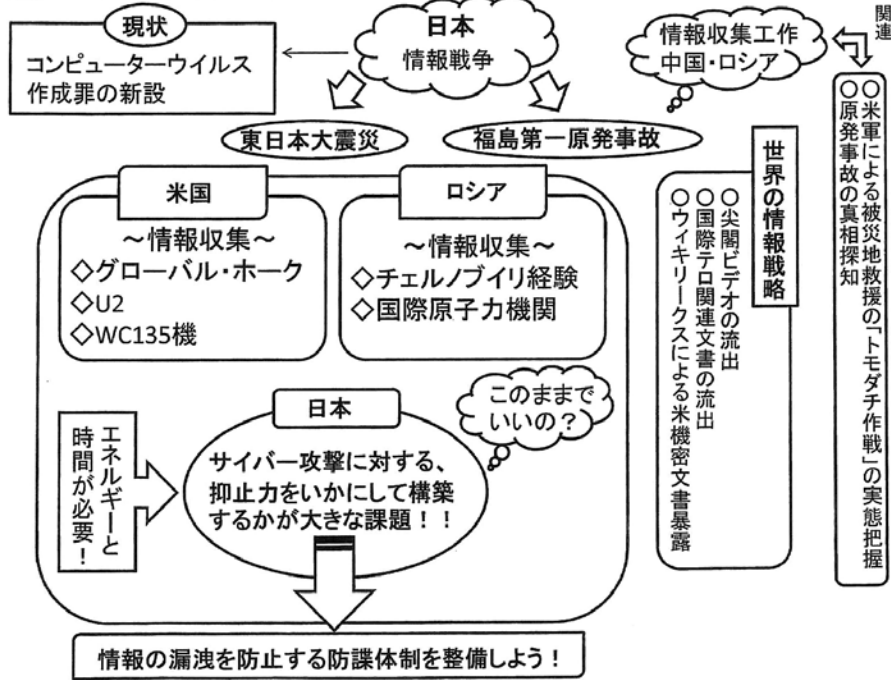 現状
コンピューターウイルス
作成罪の新設
日本
情報戦争
情報収集工作
中国・ロシア
関連
○米軍による被災地救援の「トモダチ作戦」の実態把握
○原発事故の真相探知
東日本大震災
福島第一原発事故
世界の情報戦略
○尖閣ビデオの流出
○国際テロ関連文書の流出
○ウィキリークスによる米機密文書暴露
米国
～情報収集～
◇グローバル・ホーク
◇U2
◇WC135機
ロシア
～情報収集～
◇チェルノブイリ経験
◇国際原子力機関
このままで
いいの？
日本
サイバー攻撃に対する、
抑止力をいかにして構築
するかが大きな課題！！
エネルギーと
時間が必要！
情報の漏洩を防止する防諜体制を整備しよう！